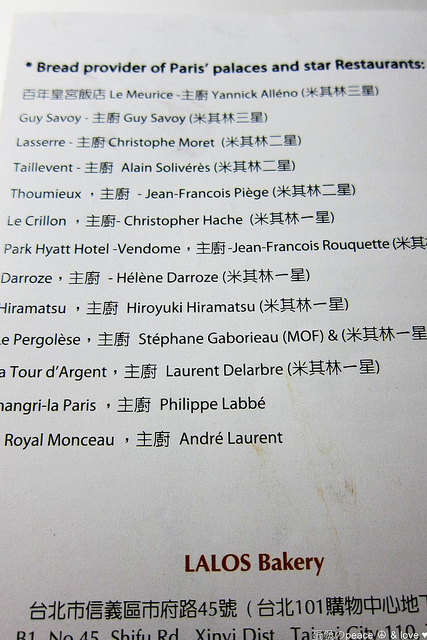 * Bread provider of Paris' palaces and star Restaurants:
百年皇宮飯店 Le Meurice -主廚 Yannick Alléno (米其林三星)
Guy Savoy - 主廚 Guy Savoy (米其林三星)
Lasserre - 主廚 Christophe Moret (米其林二星)
Taillevent - 主廚 Alain Solivérès (米其林二星)
Thoumieux ，主廚 - Jean-Francois Piège (米其林二星)
Le Crillon ，主廚- Christopher Hache (米其林一星)
Park Hyatt Hotel -Vendome，主廚-Jean-Francois Rouquette (米其
Darroze，主廚 - Hélène Darroze (米其林一星)
Hiramatsu ，主廚 Hiroyuki Hiramatsu (米其林一星)
e Pergolèse，主廚 Stéphane Gaborieau (MOF) & (米其林一星
a Tour d'Argent，主廚 Laurent Delarbre (米其林一星)
hangri-la Paris ，主廚 Philippe Labbé
Royal Monceau ，主廚 André Laurent
LALOS Bakery
台北市信義區市府路45號（台北101購物中心地下
B1, No.45, Shifu Rd., Xinyi Dist., Taipei City 110
peace & love ♥